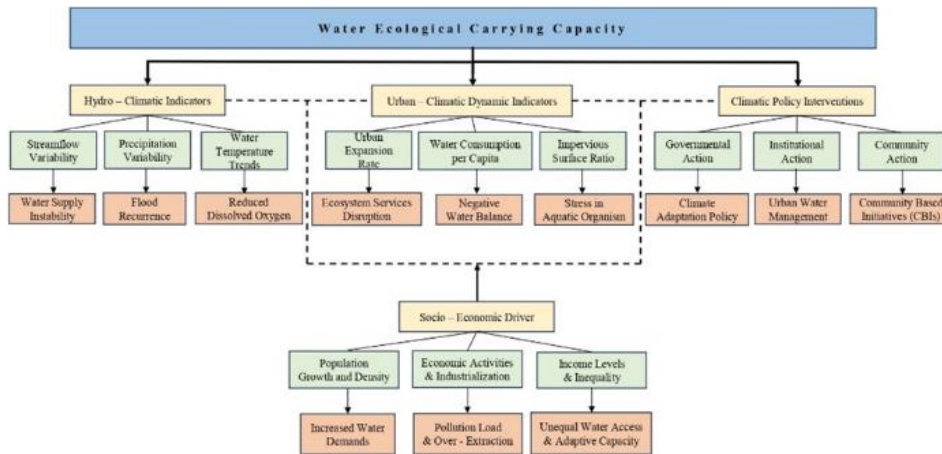 Water Ecological Carrying Capacity
Hydro – Climatic Indicators
Urban – Climatic Dynamic Indicators
Climatic Policy Interventions
Streamflow
Variability
Precipitation
Variability
Water
Temperature
Trends
Urban
Expansion
Rate
Water Consumption
per Capita
Impervious
Surface Ratio
Governmental
Action
Institutional
Action
Community
Action
Water Supply
Instability
Flood
Recurrence
Reduced
Dissolved Oxygen
Ecosystem Services
Disruption
Negative
Water Balance
Stress in
Aquatic Organism
Climate
Adaptation Policy
Urban Water
Management
Community Based
Initiatives (CBIs)
Socio – Economic Driver
Population
Growth and Density
Economic Activities
& Industrialization
Income Levels
& Inequality
Increased Water
Demands
Pollution Load
& Over - Extraction
Unequal Water Access
& Adaptive Capacity